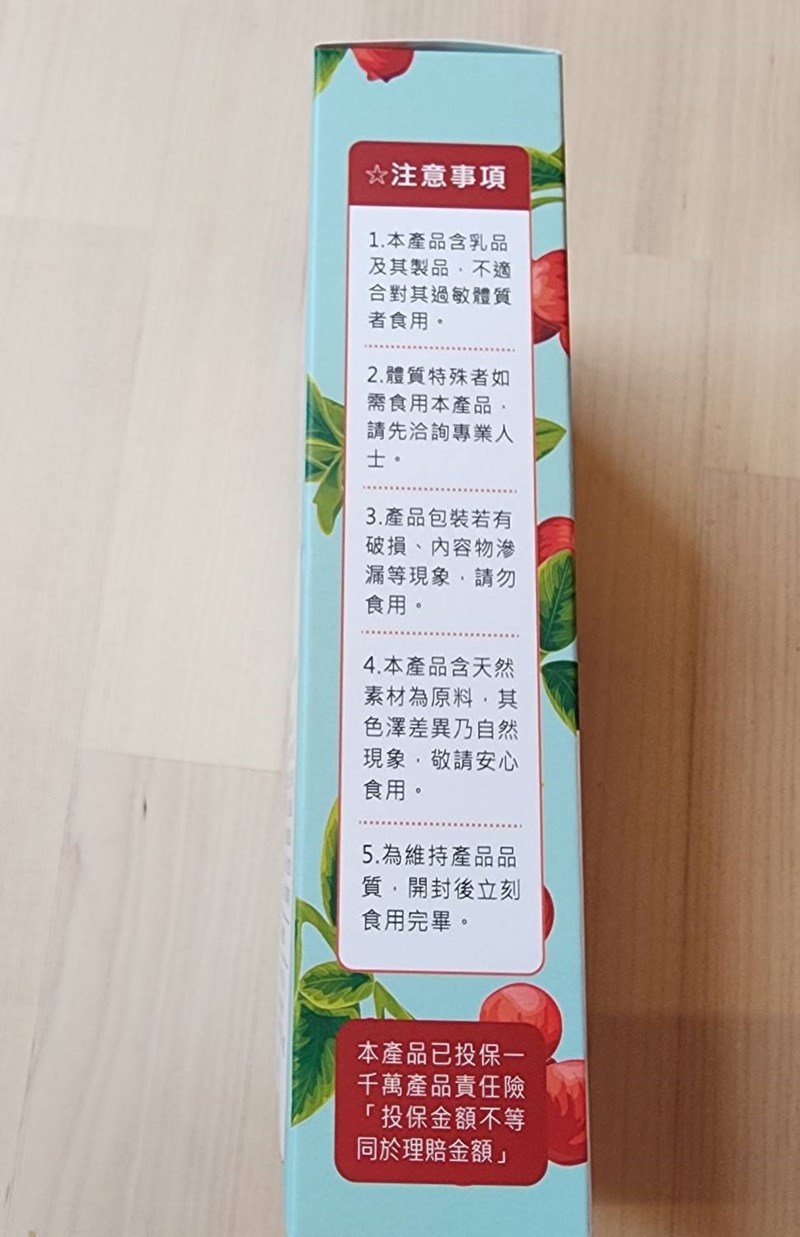 ☆注意事項
1.本產品含乳品
及其製品，不適
合對其過敏體質
者食用。
2.體質特殊者如
需食用本產品，
請先洽詢專業人
士。
3.產品包裝若有
破損、內容物滲
漏等現象，請勿
食用。
4.本產品含天然
素材為原料，其
色澤差異乃自然
現象，敬請安心
食用。
5.為維持產品品
質，開封後立刻
食用完畢。
本產品已投保一
千萬產品責任險
「投保金額不等
同於理賠金額」